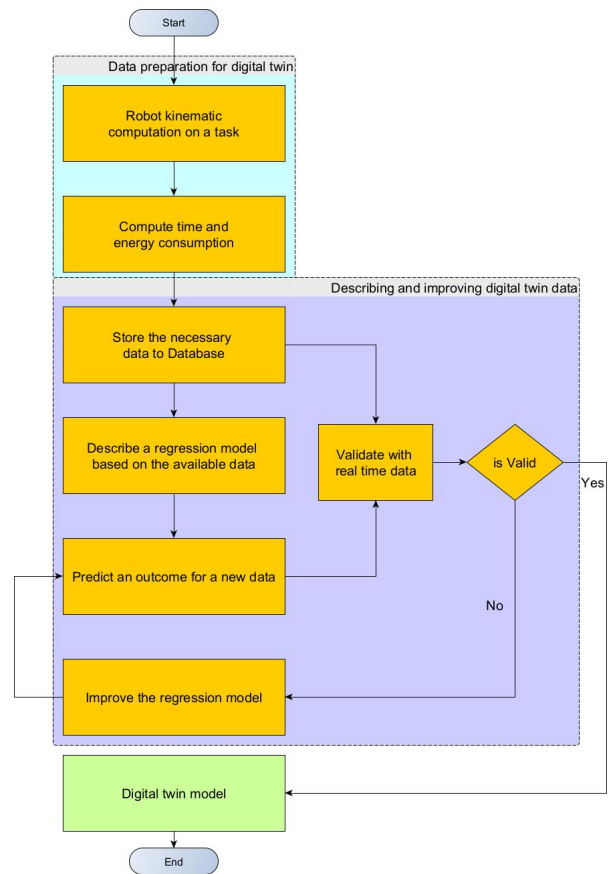 Start
Data preparation for digital twin
Robot kinematic
computation on a task
Compute time and
energy consumption
Describing and improving digital twin data
Store the necessary
data to Database
Describe a regression model
based on the available data
Validate with
real time data
is Valid
Yes
Predict an outcome for a new data
No
Improve the regression model
Digital twin model
End